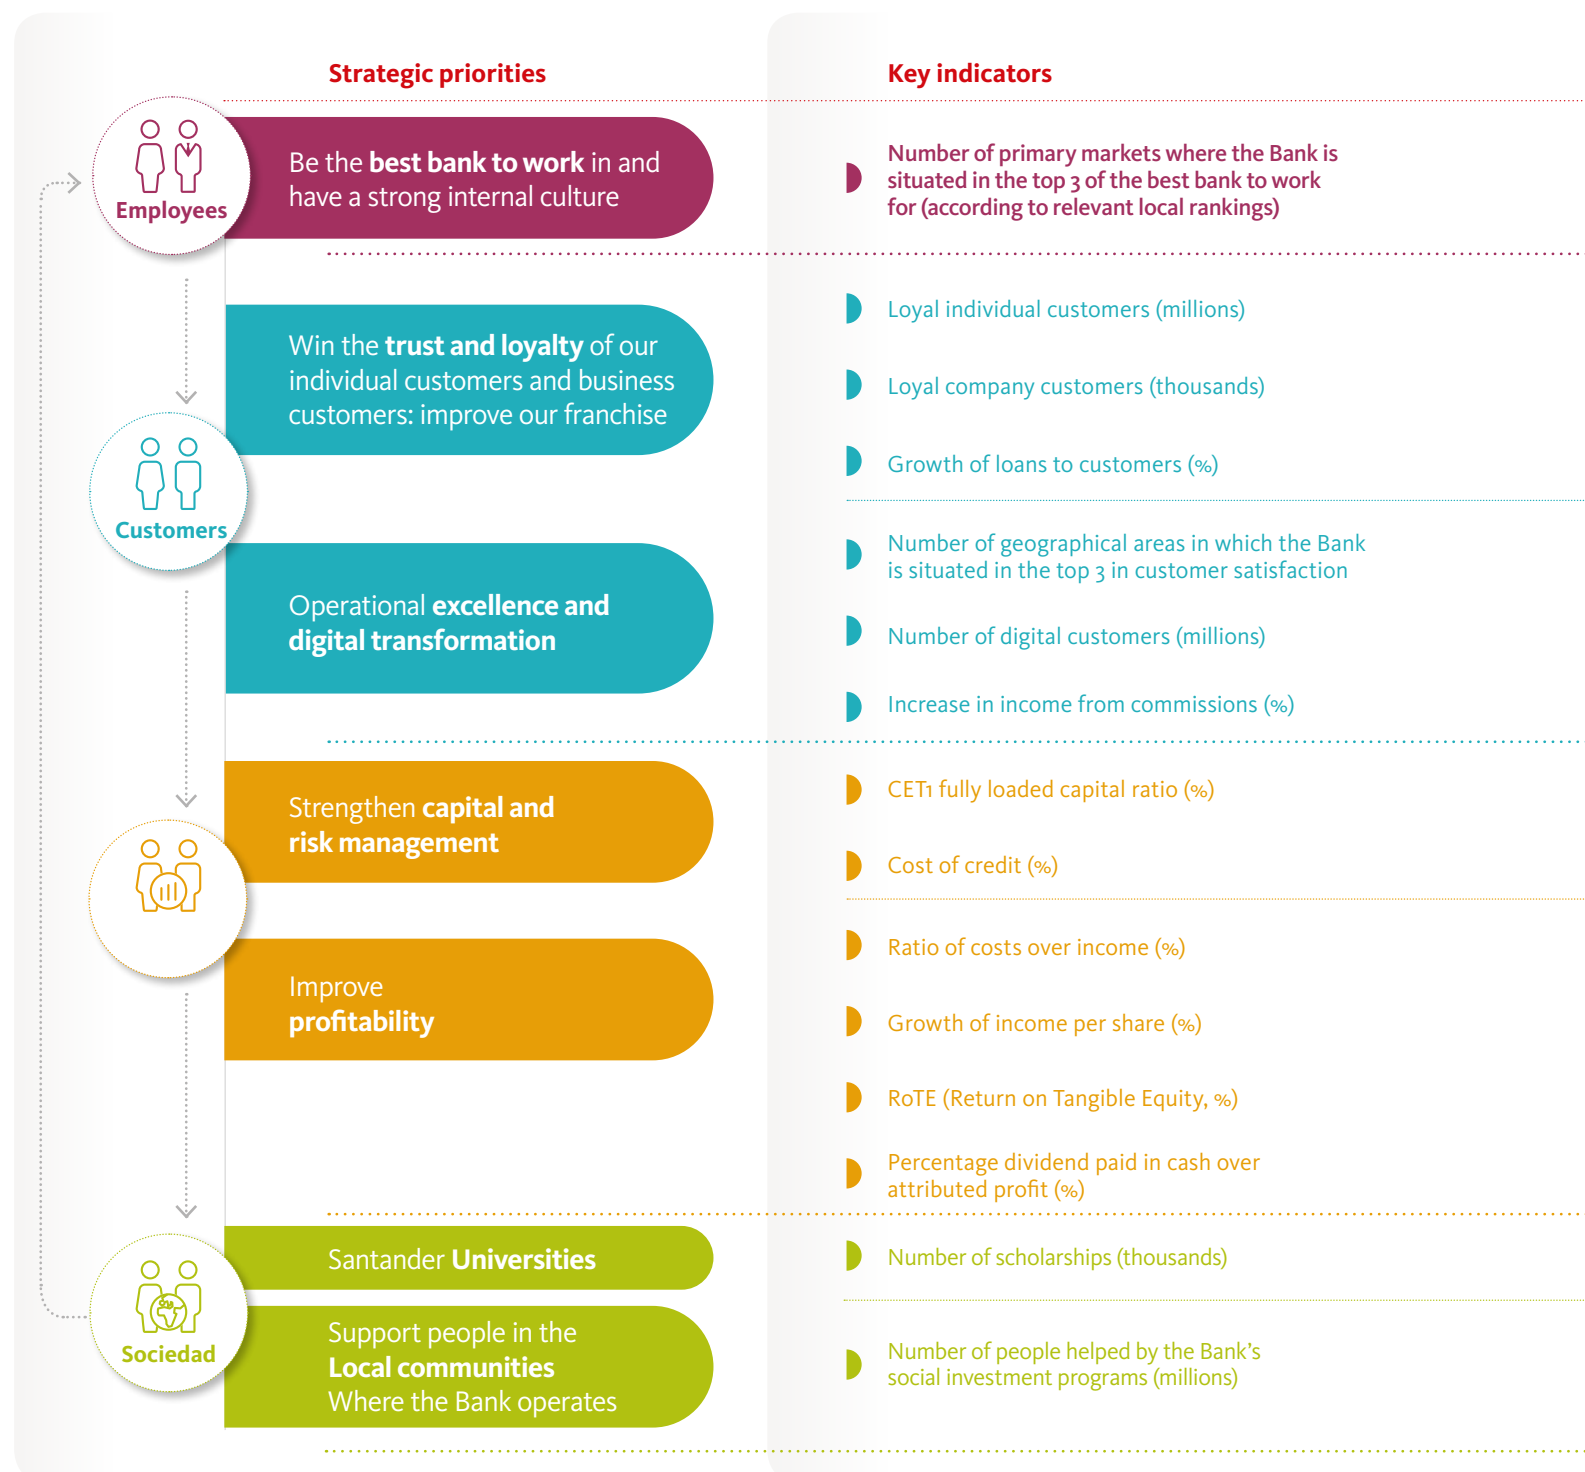 Strategic priorities
Key indicators
Employees
Be the best bank to work in and
have a strong internal culture
Number of primary markets where the Bank is
situated in the top 3 of the best bank to work
for (according to relevant local rankings)
Customers
Win the trust and loyalty of our
individual customers and business
customers: improve our franchise
Loyal individual customers (millions)
Loyal company customers (thousands)
Growth of loans to customers (%)
Operational excellence and
digital transformation
Number of geographical areas in which the Bank
is situated in the top 3 in customer satisfaction
Number of digital customers (millions)
Increase in income from commissions (%)
Strengthen capital and
risk management
CET1 fully loaded capital ratio (%)
Cost of credit (%)
Improve
profitability
Ratio of costs over income (%)
Growth of income per share (%)
RoTE (Return on Tangible Equity, %)
Percentage dividend paid in cash over
attributed profit (%)
Sociedad
Santander Universities
Number of scholarships (thousands)
Support people in the
Local communities
Where the Bank operates
Number of people helped by the Bank’s
social investment programs (millions)